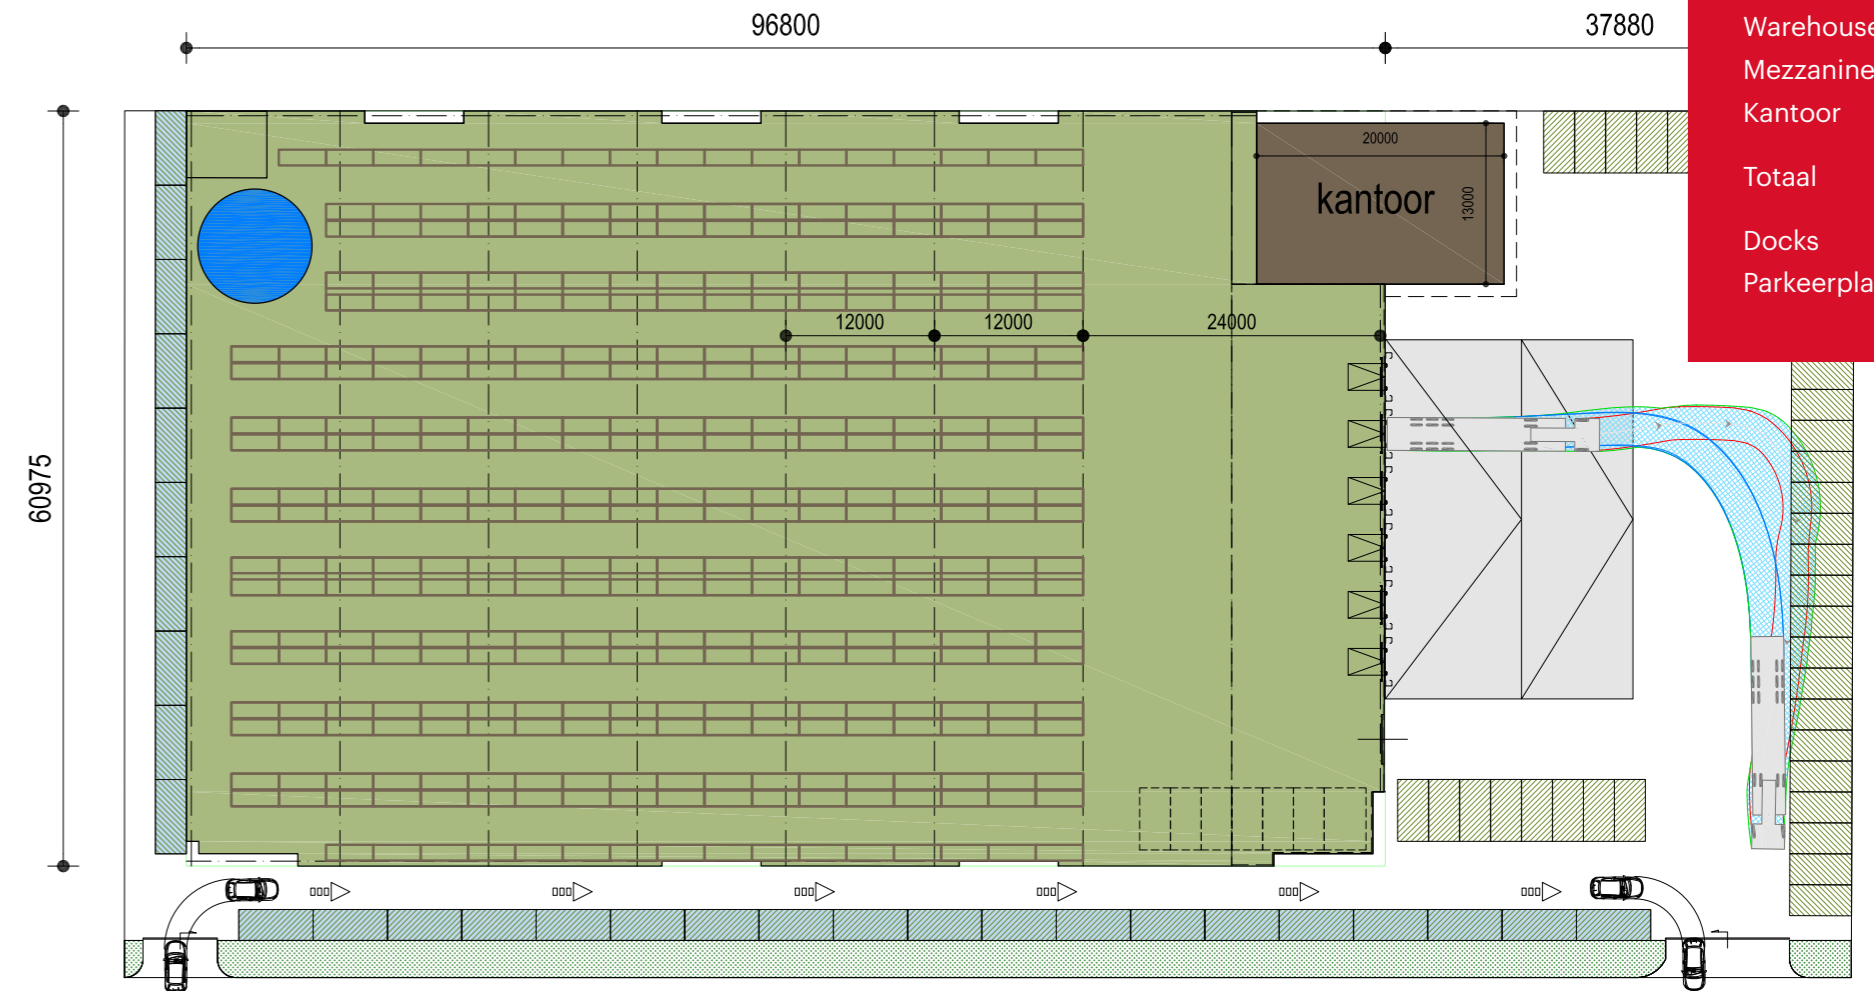 96800
37880
Warehouse
Mezzanine
Kantoor
Totaal
Docks
Parkeerpla
60975
20000
kantoor
13000
12000
12000
24000